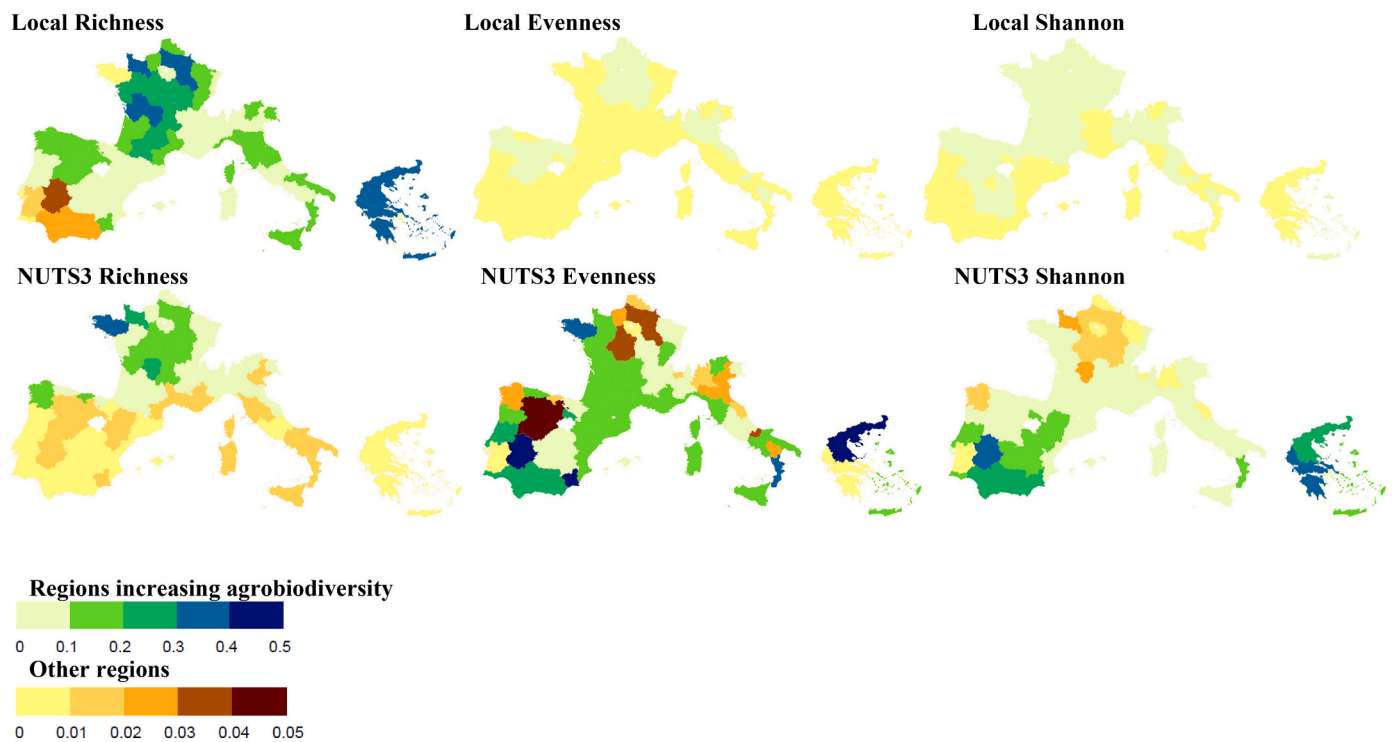 Local Richness Local Evenness Local Shannon
NUTS3 Richness NUTS3 Evenness NUTS3 Shannon
Regions increasing agrobiodiversity
0 0.1 0.2 0.3 0.4 0.5
Other regions
0 0.01 0.02 0.03 0.04 0.05